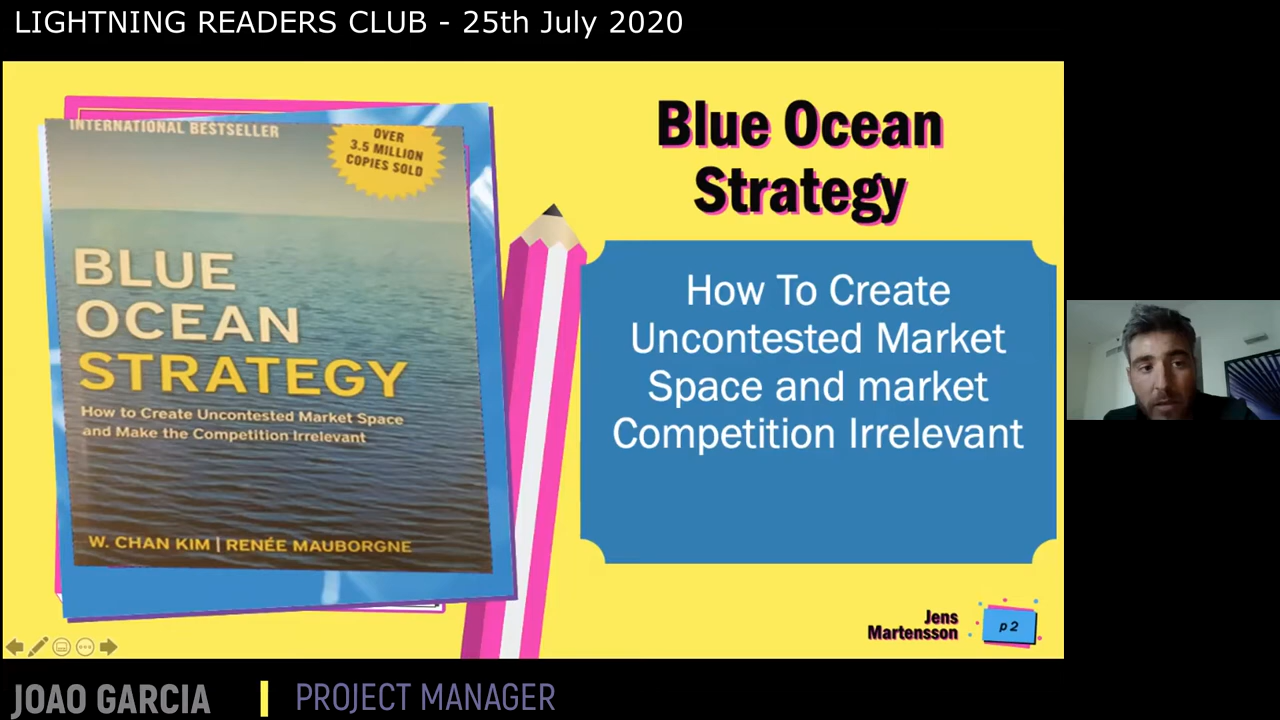 LIGHTNING READERS CLUB - 25th July 2020
INTERNATIONAL BESTSELLER
OVER
3.5 MILLION
COPIES SOLD
BLUE
OCEAN
STRATEGY
How to Create Uncontested Market Space
and Make the Competition Irrelevant
W. CHAN KIM | RENÉE MAUBORGNE
Blue Ocean
Strategy
How To Create
Uncontested Market
Space and market
Competition Irrelevant
Jens
Martensson
p 2
JOAO GARCIA | PROJECT MANAGER